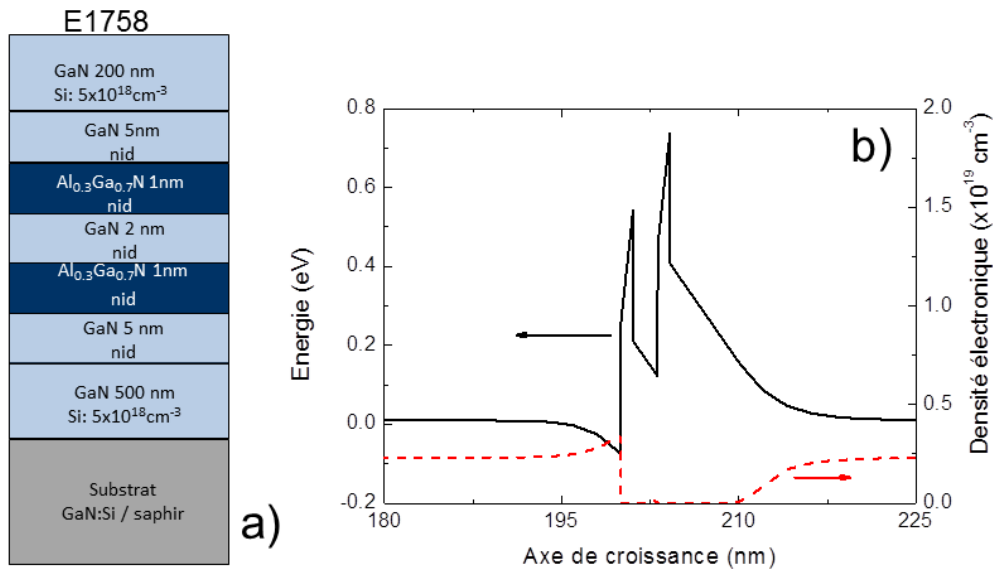 E1758
GaN 200 nm
Si: 5x10¹⁸cm⁻³
GaN 5nm
nid
Al₀.₃Ga₀.₇N 1nm
nid
GaN 2 nm
nid
Al₀.₃Ga₀.₇N 1nm
nid
GaN 5 nm
nid
GaN 500 nm
Si: 5x10¹⁸cm⁻³
Substrat
GaN:Si / saphir
a)
b)
Energie (eV)
0.8
0.6
0.4
0.2
0.0
-0.2
180
195
210
225
Axe de croissance (nm)
2.0
1.5
1.0
0.5
0.0
Densité électronique (x10¹⁹ cm⁻³)